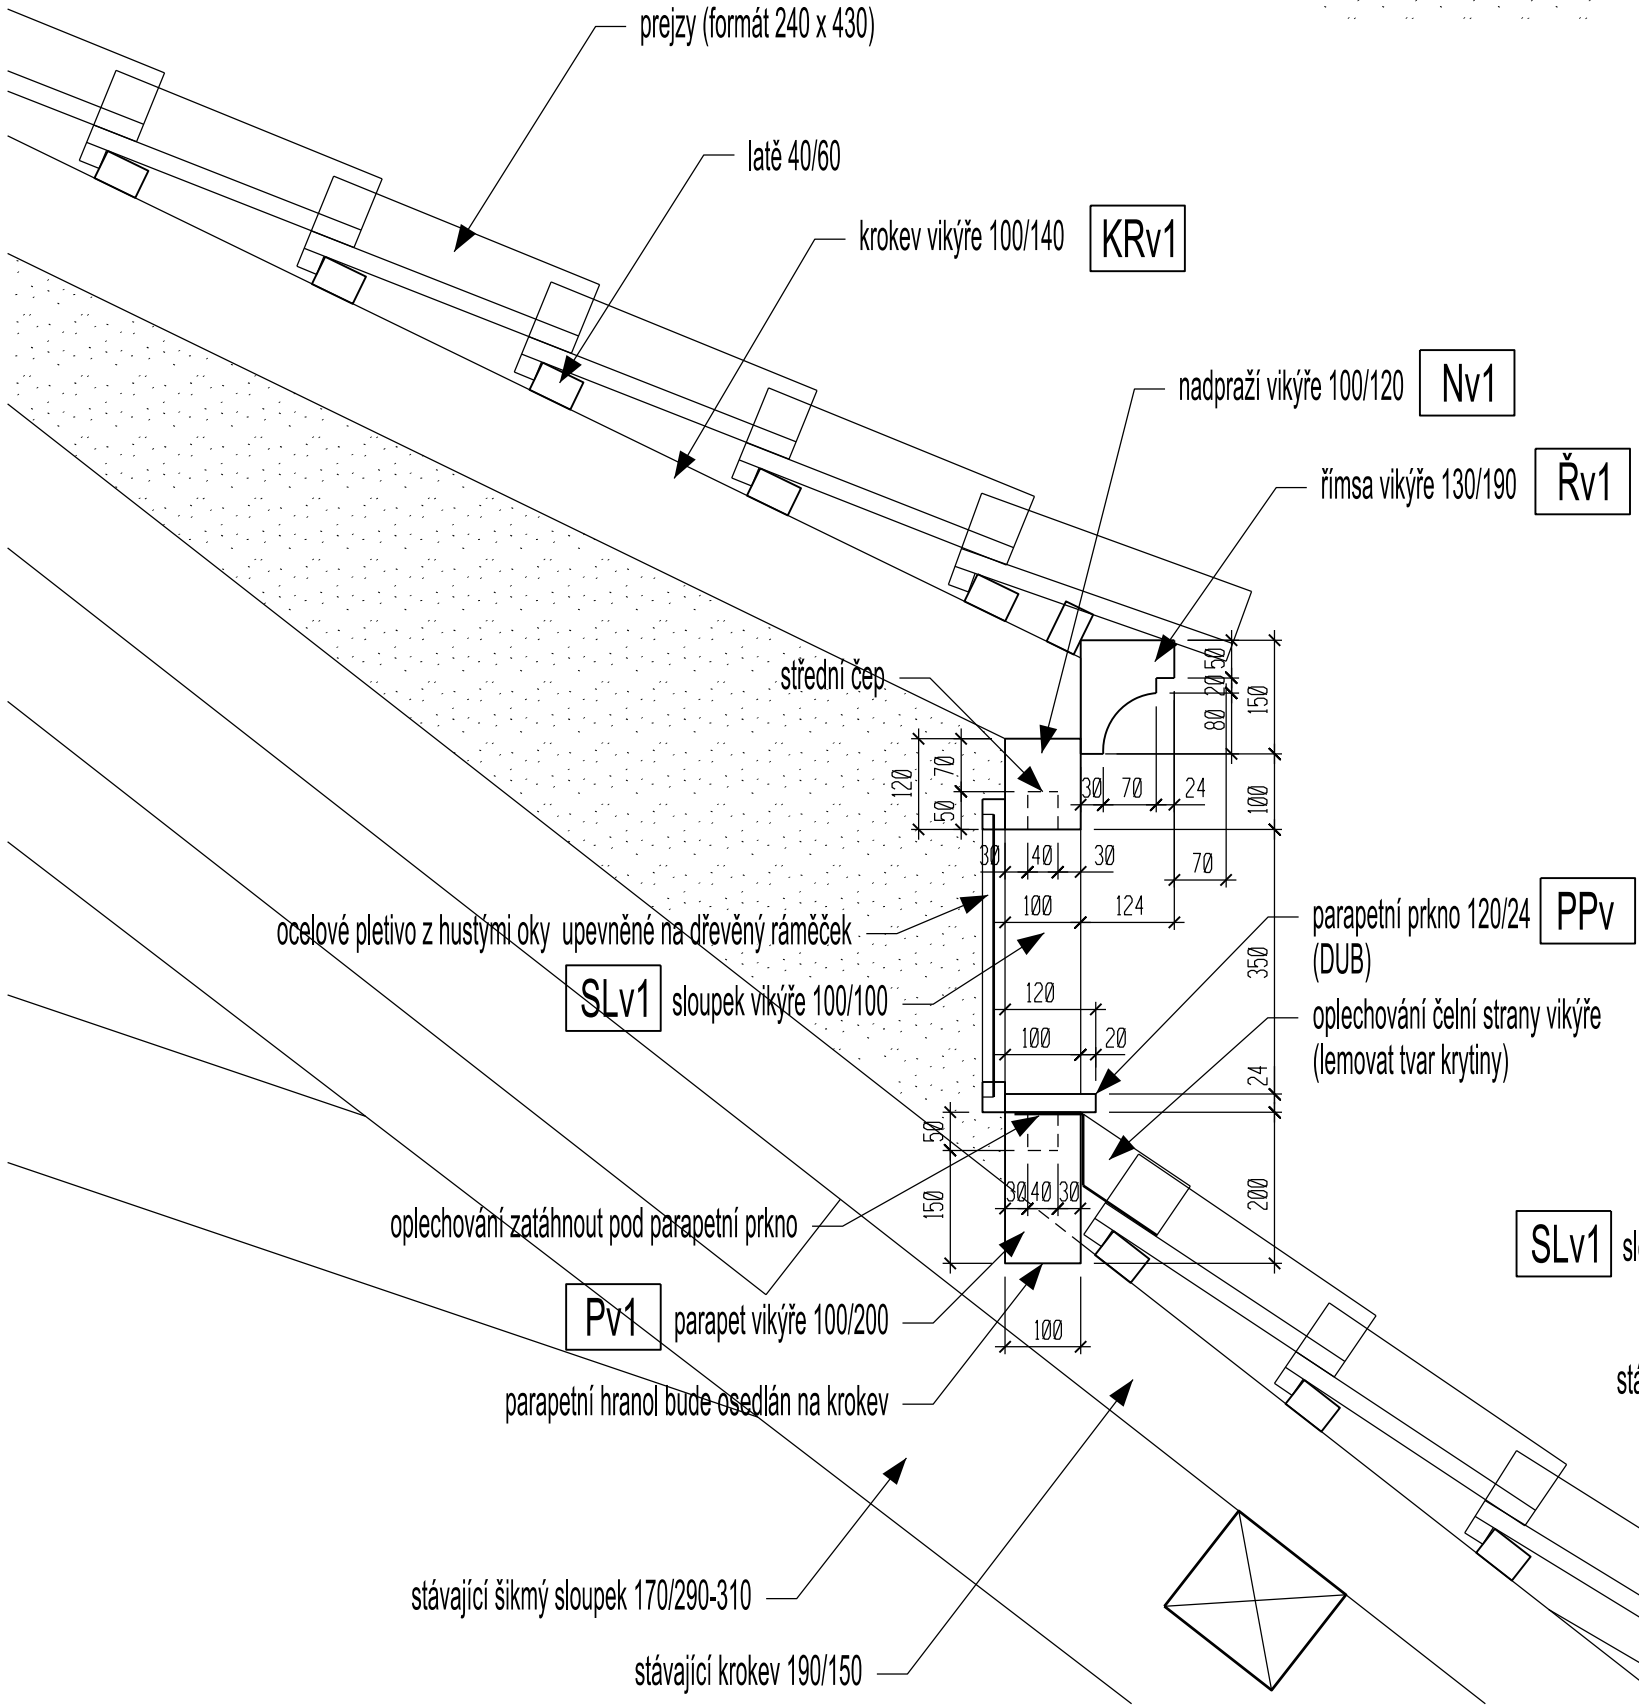 prejzy (formát 240 x 430)
latě 40/60
krokev vikýře 100/140 KRv1
nadpraží vikýře 100/120 Nv1
římsa vikýře 130/190 Řv1
střední čep
50
20
80
150
120
70
50
30 70 24
100
30 40 30
70
100 124
ocelové pletivo z hustými oky upevněné na dřevěný ráměček
parapetní prkno 120/24 PPv
(DUB)
350
SLv1 sloupek vikýře 100/100
120
100 20
oplechování čelní strany vikýře
(lemovat tvar krytiny)
24
50
150
30 40 30
200
oplechování zatáhnout pod parapetní prkno
SLv1
Pv1 parapet vikýře 100/200
100
parapetní hranol bude osedlán na krokev
stávající šikmý sloupek 170/290-310
stávající krokev 190/150